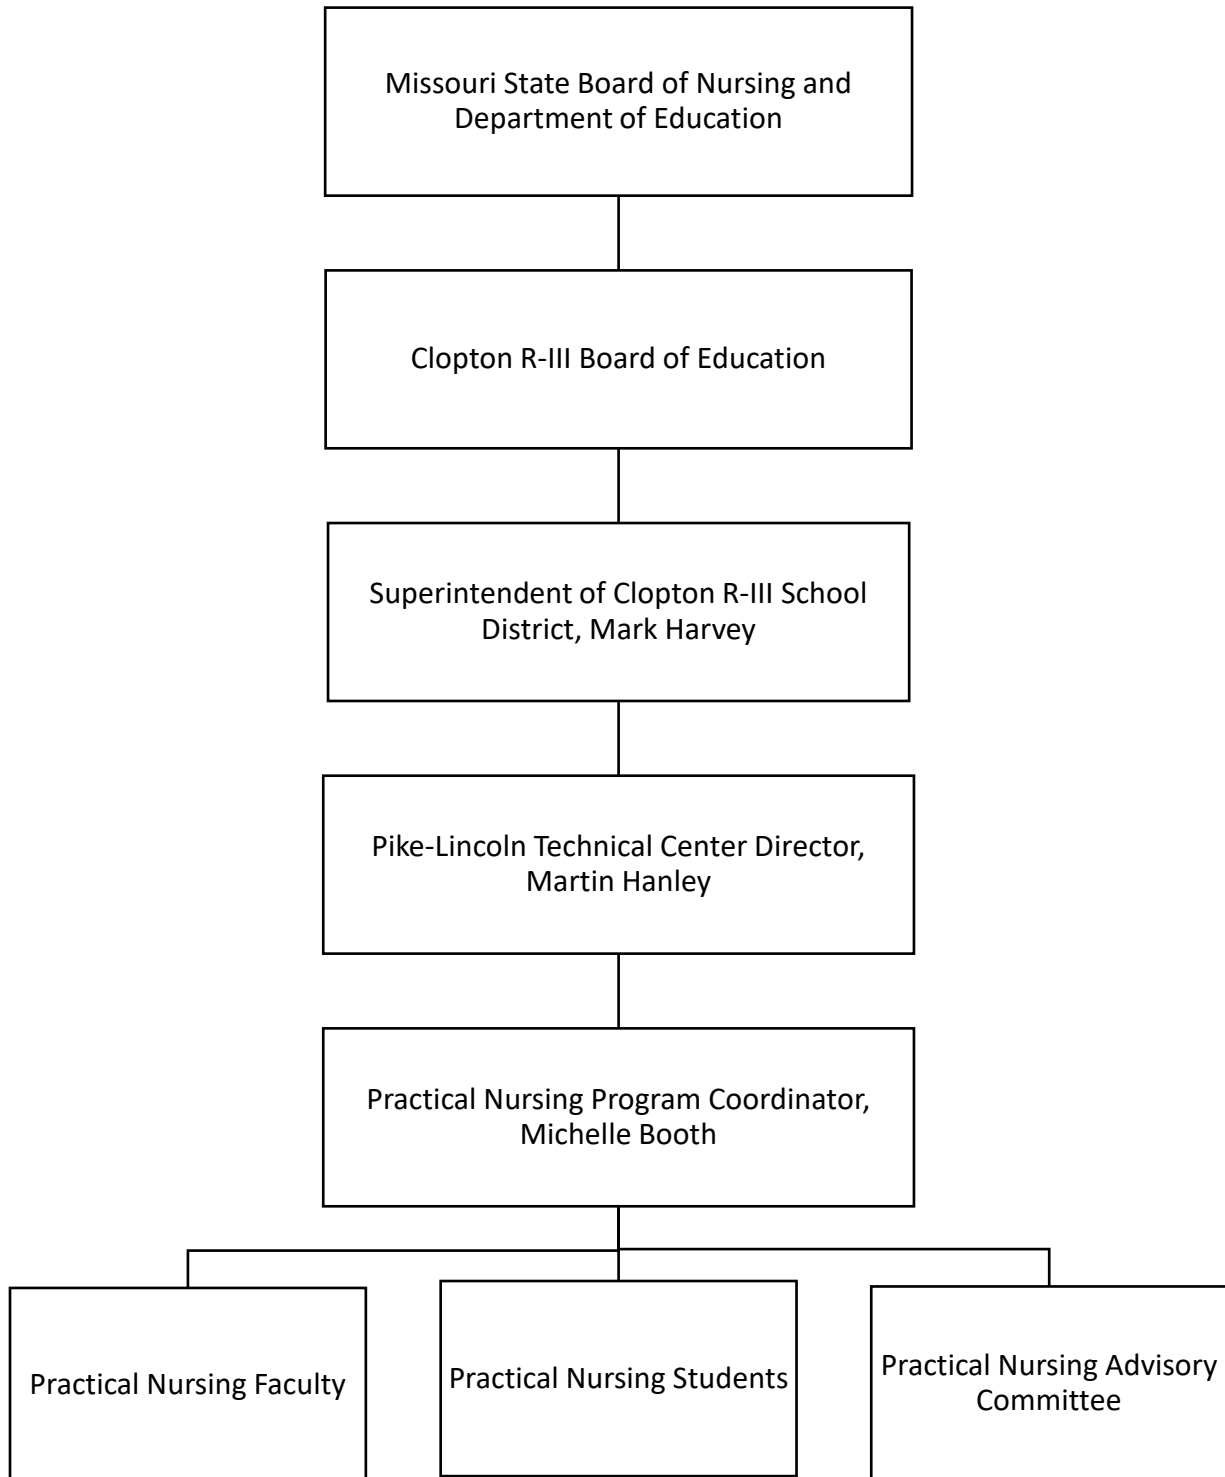 Missouri State Board of Nursing and
Department of Education
Clopton R-III Board of Education
Superintendent of Clopton R-III School
District, Mark Harvey
Pike-Lincoln Technical Center Director,
Martin Hanley
Practical Nursing Program Coordinator,
Michelle Booth
Practical Nursing Faculty
Practical Nursing Students
Practical Nursing Advisory
Committee